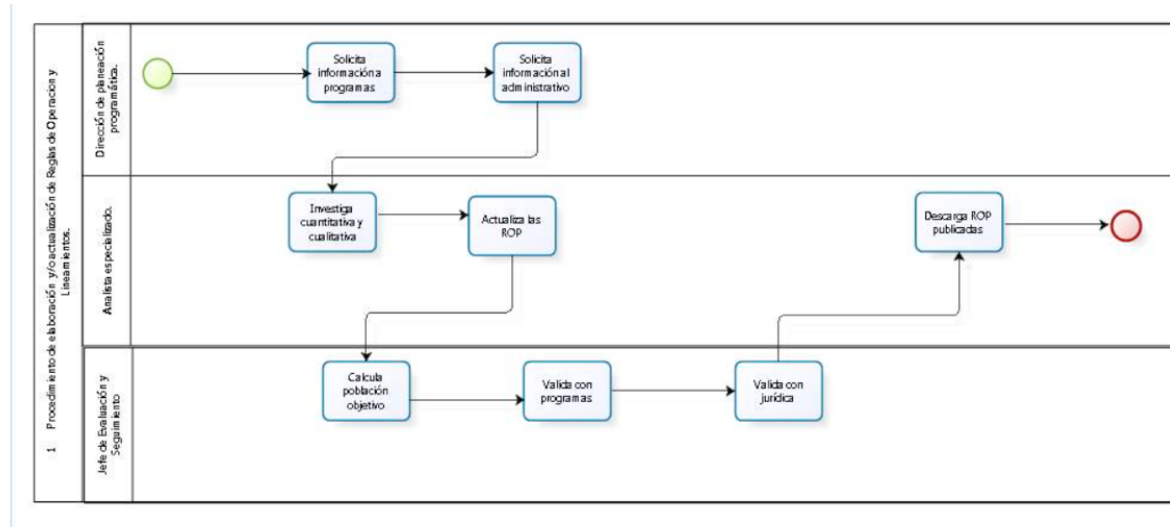 1 Procedimiento de elaboración y/o actualización de Reglas de Operacion y
Lineamientos.
Dirección de planeación
programática.
Solicita
información a
programas
Solicita
información al
administrativo
Analista especializado.
Investiga
cuantitativa y
cualitativa
Actualiza las
ROP
Descarga ROP
publicadas
Jefe de Evaluación y
Seguimiento
Calcula
población
objetivo
Valida con
programas
Valida con
jurídica